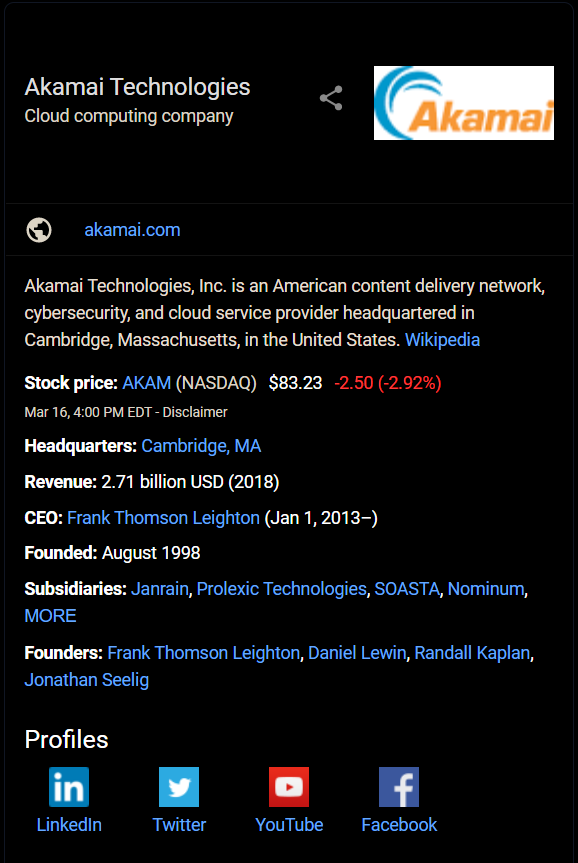 Akamai Technologies
Cloud computing company
Akamai
akamai.com
Akamai Technologies, Inc. is an American content delivery network,
cybersecurity, and cloud service provider headquartered in
Cambridge, Massachusetts, in the United States. Wikipedia
Stock price: AKAM (NASDAQ) $83.23 -2.50 (-2.92%)
Mar 16, 4:00 PM EDT - Disclaimer
Headquarters: Cambridge, MA
Revenue: 2.71 billion USD (2018)
CEO: Frank Thomson Leighton (Jan 1, 2013–)
Founded: August 1998
Subsidiaries: Janrain, Prolexic Technologies, SOASTA, Nominum,
MORE
Founders: Frank Thomson Leighton, Daniel Lewin, Randall Kaplan,
Jonathan Seelig
Profiles
in
f
LinkedIn Twitter YouTube Facebook